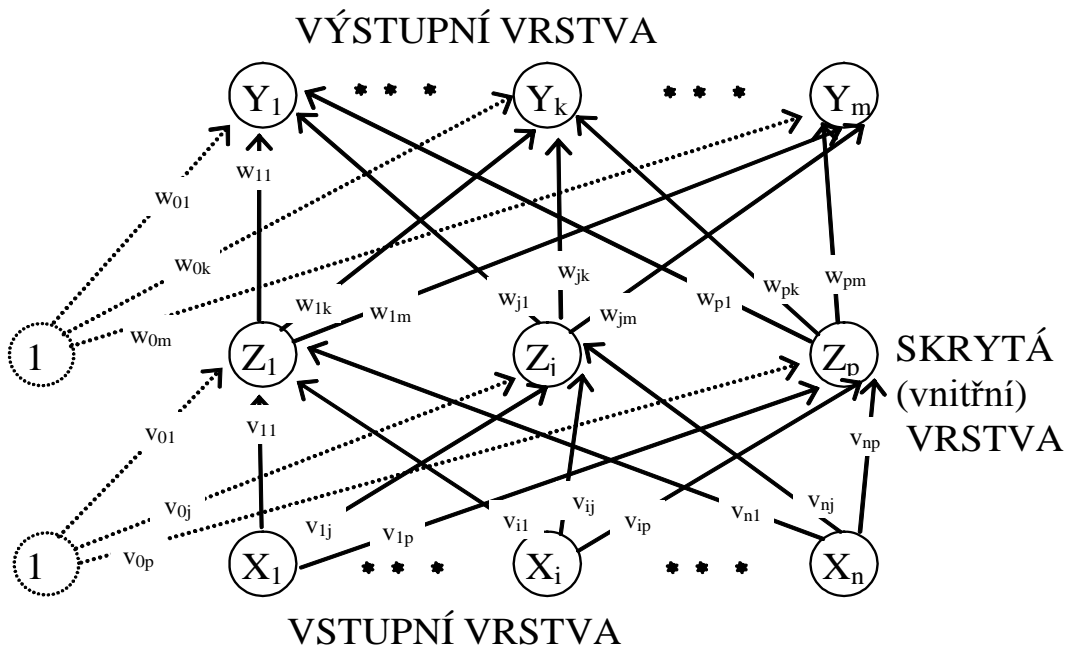 VÝSTUPNÍ VRSTVA
Y1 Yk Ym
w11
w01
w0k
w0m w1k w1m wj1 wjk wjm wp1 wpk wpm
1 Z1 Zj Zp SKRYTÁ
(vnitřní)
VRSTVA
v01 v11 vnp
v0j v1j v1p vi1 vij vip vn1 vnj
v0p
1 X1 Xi Xn
VSTUPNÍ VRSTVA